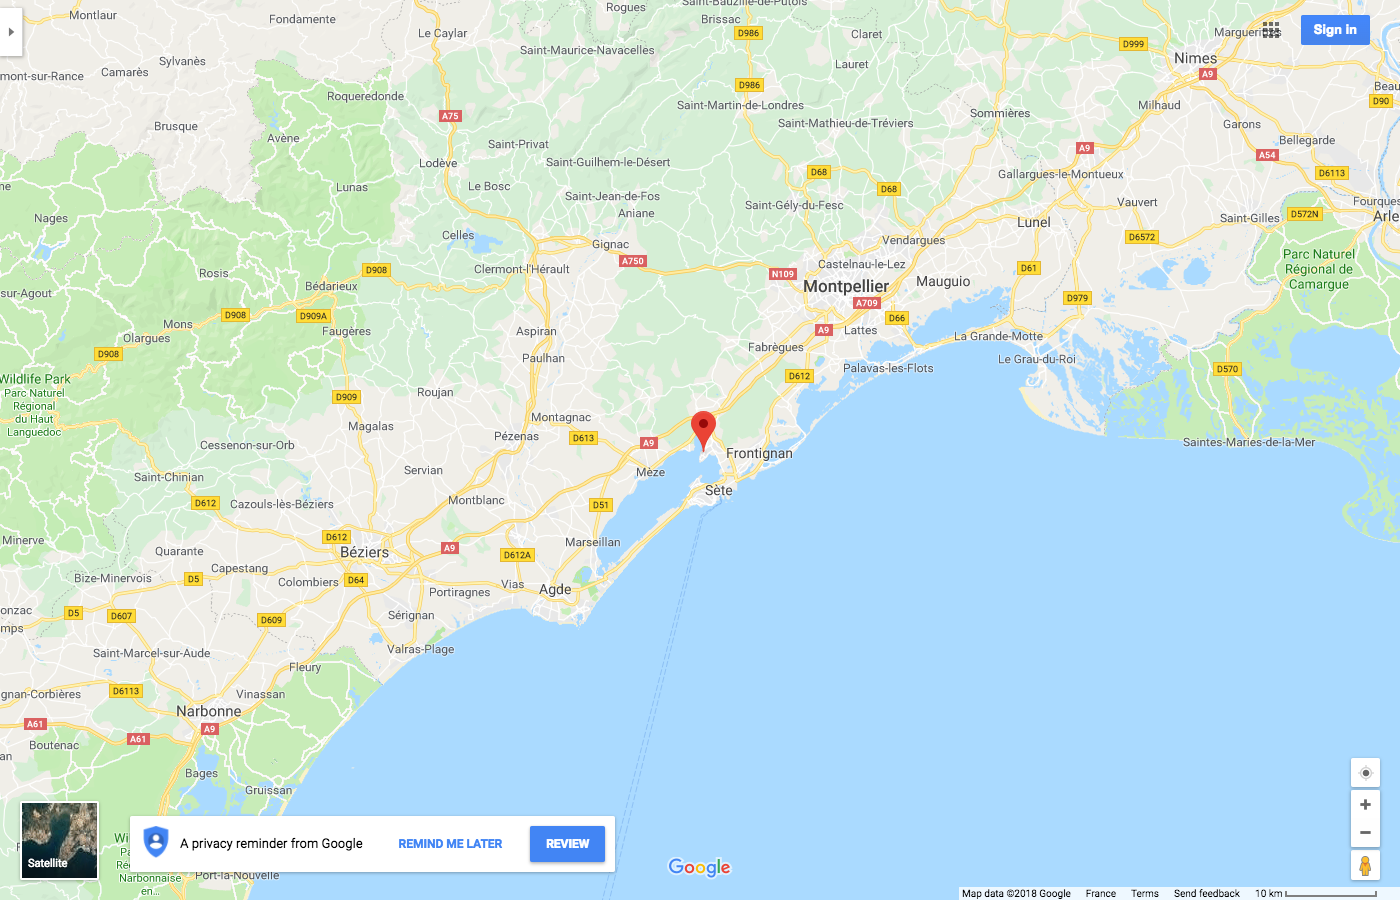 Rogues
Saint-Bauzille-de-Putois
Montlaur
Fondamente
Le Caylar
Brissac
D986
Claret
D999
Marguerittes
Sign in
Saint-Maurice-Navacelles
Nimes
Sylvanès
Camarès
mont-sur-Rance
Lauret
A9
D986
Beau
D90
Roqueredonde
Saint-Martin-de-Londres
Milhaud
A75
Sommières
Brusque
Saint-Mathieu-de-Tréviers
Garons
Avène
Saint-Privat
A9
Bellegarde
A54
Lodève
Saint-Guilhem-le-Désert
D68
Gallargues-le-Montueux
D6113
Lunas
Le Bosc
D68
Saint-Jean-de-Fos
Aniane
Saint-Gély-du-Fesc
Vauvert
Fourques
Nages
Lunel
Saint-Gilles
D572N
Arle
Celles
Gignac
Vendargues
D6572
A750
Parc Naturel
Régional de
Camargue
Rosis
D908
Clermont-l'Hérault
N109
Castelnau-le-Lez
D61
Bédarieux
Montpellier
Mauguio
sur-Agout
D979
A709
D908
D909A
D66
Mons
Faugères
Aspiran
A9
Lattes
La Grande-Motte
Olargues
Fabrègues
D908
Paulhan
Le Grau-du-Roi
Palavas-les-Flots
D570
Wildlife Park
Parc Naturel
Régional
du Haut
Languedoc
D612
Roujan
D909
Magalas
Montagnac
Pézenas
D613
A9
Saintes-Maries-de-la-Mer
Cessenon-sur-Orb
Frontignan
Servian
Mèze
Saint-Chinian
Sète
D612
Cazouls-lès-Béziers
Montblanc
D51
Minerve
D612
Marseillan
Quarante
Béziers
A9
D612A
Capestang
Bize-Minervois
D5
Colombiers
D64
Vias
Agde
Portiragnes
onzac
D5
D607
D609
Sérignan
mps
Valras-Plage
Saint-Marcel-sur-Aude
Fleury
gnan-Corbières
D6113
Vinassan
Narbonne
A61
A9
A61
Boutenac
an
Bages
Gruissan
Satellite
A privacy reminder from Google
REMIND ME LATER
REVIEW
Google
Port-la-Nouvelle
Narbonnaise
en...
Map data ©2018 Google
France
Terms
Send feedback
10 km